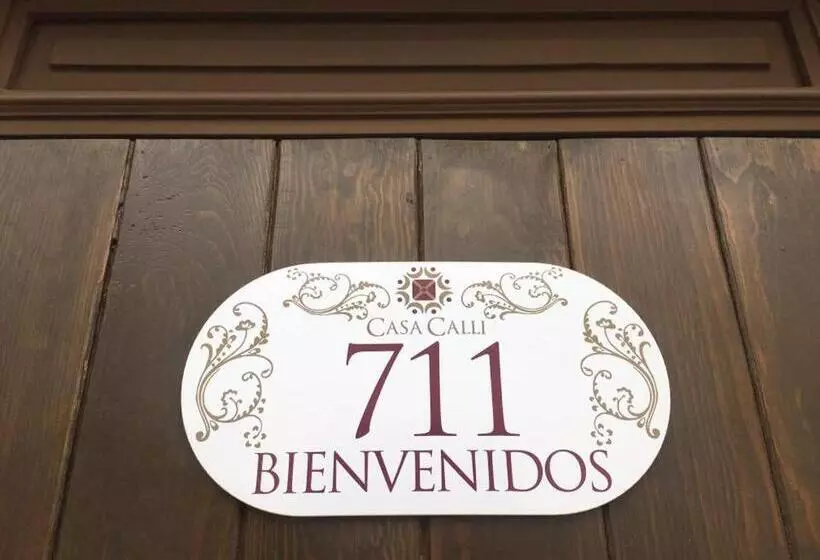 CASA CALLI
711
BIENVENIDOS